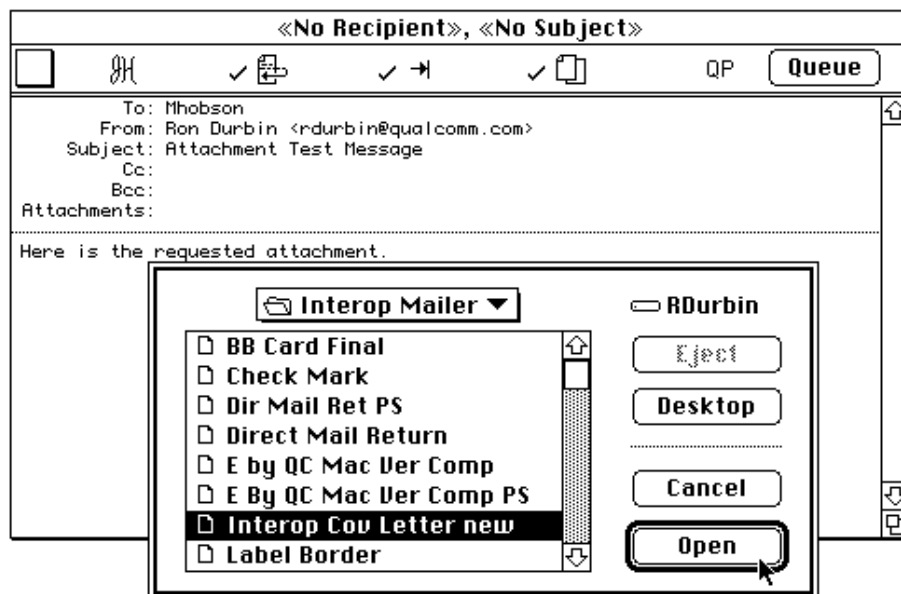 «No Recipient», «No Subject»
QP Queue
To: Mhobson
From: Ron Durbin <rdurbin@qualcomm.com>
Subject: Attachment Test Message
Cc:
Bcc:
Attachments:
Here is the requested attachment.
Interop Mailer
BB Card Final
Check Mark
Dir Mail Ret PS
Direct Mail Return
E by QC Mac Ver Comp
E By QC Mac Ver Comp PS
Interop Cov Letter new
Label Border
RDurbin
Eject
Desktop
Cancel
Open